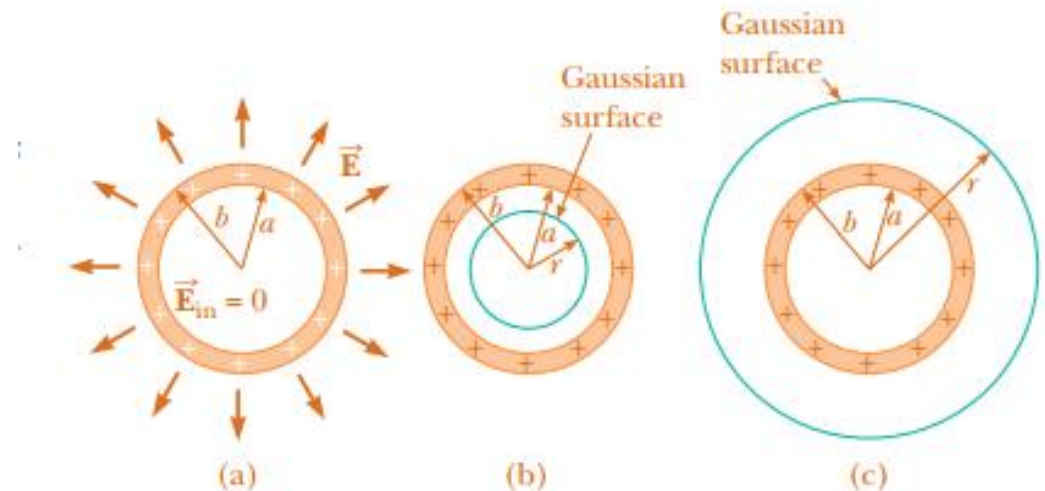 Gaussian
surface
Gaussian
surface
E
b
a
E_in = 0
b
a
r
b
a
r
(a)
(b)
(c)